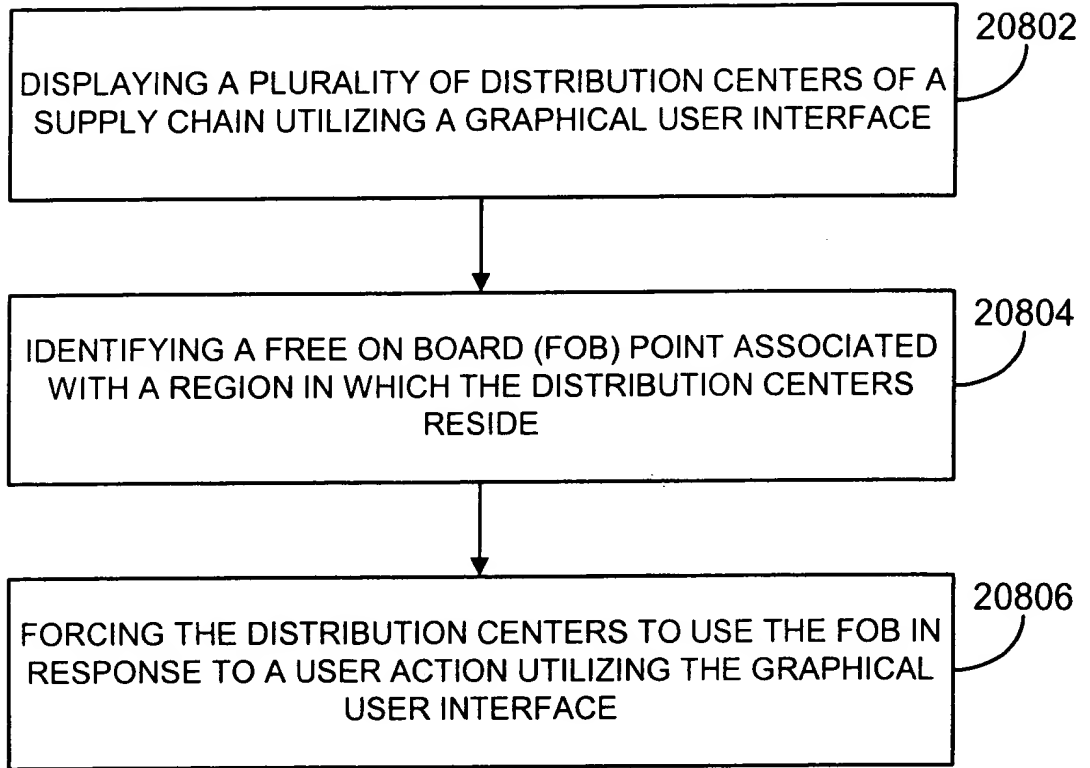 20802
DISPLAYING A PLURALITY OF DISTRIBUTION CENTERS OF A
SUPPLY CHAIN UTILIZING A GRAPHICAL USER INTERFACE
20804
IDENTIFYING A FREE ON BOARD (FOB) POINT ASSOCIATED
WITH A REGION IN WHICH THE DISTRIBUTION CENTERS
RESIDE
20806
FORCING THE DISTRIBUTION CENTERS TO USE THE FOB IN
RESPONSE TO A USER ACTION UTILIZING THE GRAPHICAL
USER INTERFACE